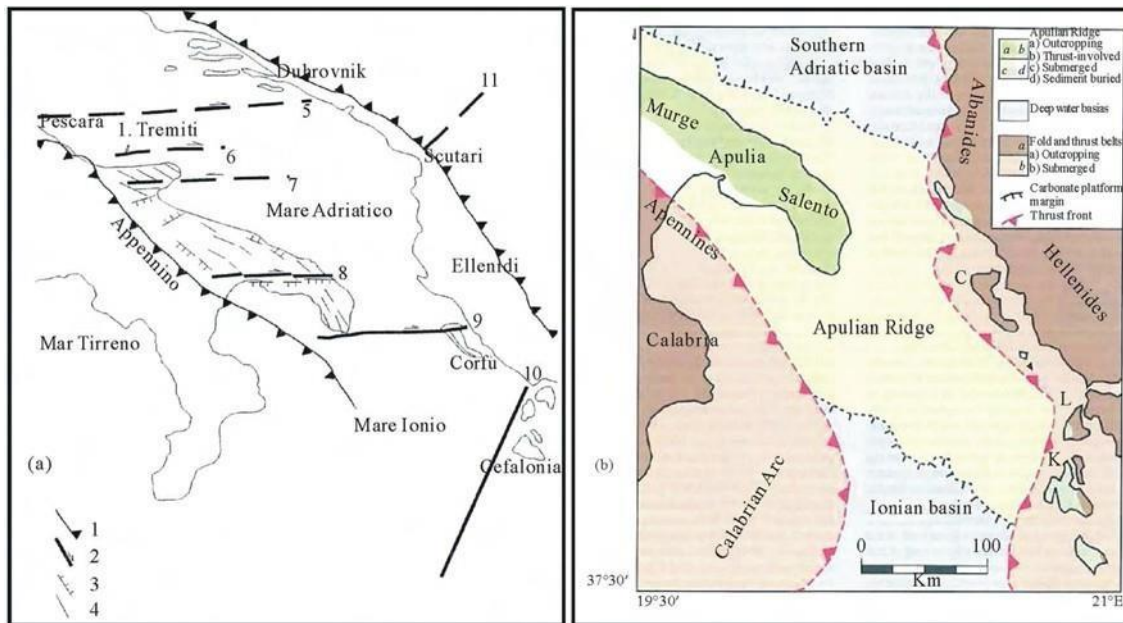 Dubrovnik
11
Pescara
5
1. Tremiti
Scutari
6
7
Mare Adriatico
Appennino
Ellenidi
8
9
Mar Tirreno
Corfù
10
Mare Ionio
Cefalonia
(a)
1
2
3
4
Southern
Adriatic basin
Albanides
Murge
Apulia
Salento
Apennines
Hellenides
C
Apulian Ridge
Calabria
L
K
(b)
Calabrian Arc
Ionian basin
0 100
Km
37°30'
19°30' 21°E
Apulian Ridge
a b a) Outcropping
b) Thrust-involved
c d c) Submerged
d) Sediment buried
Deep water basias
Fold and thrust belts
a a) Outcropping
b b) Submerged
Carbonate platform
margin
Thrust front